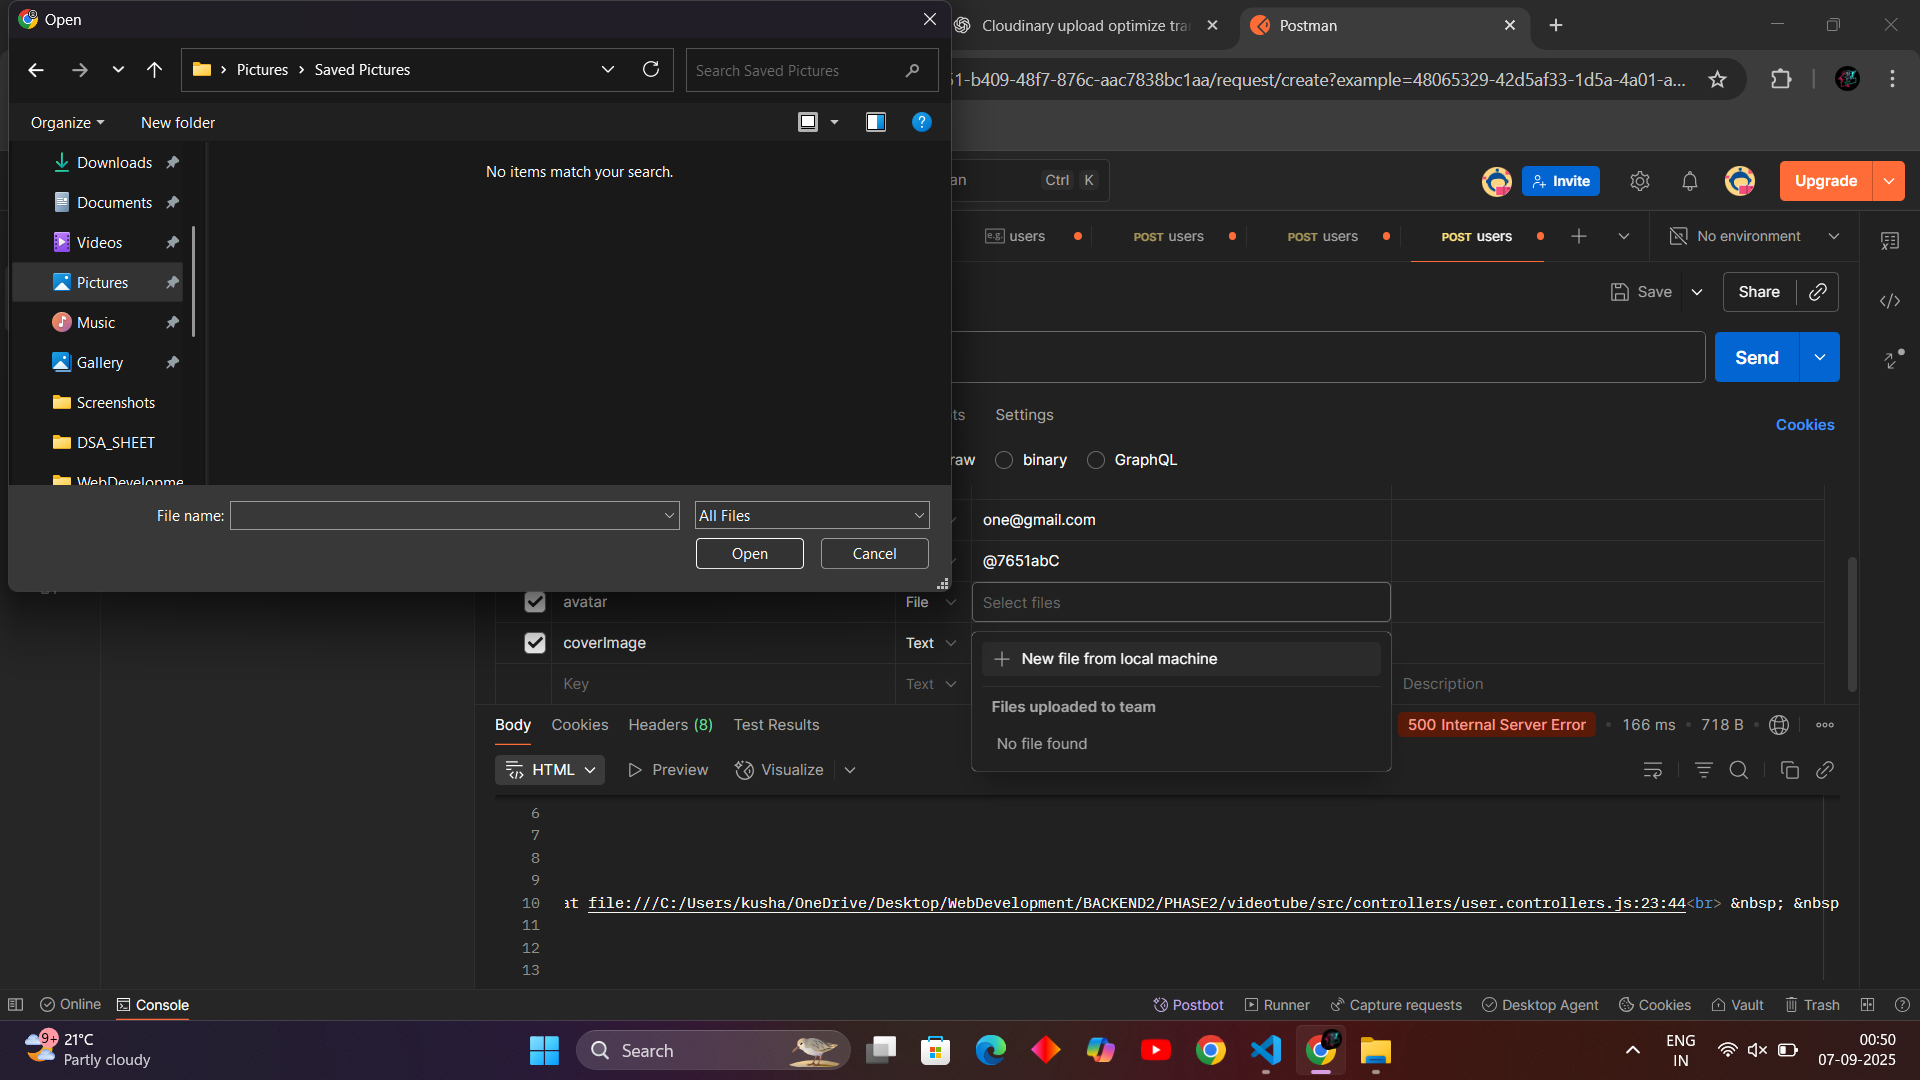 Open
Cloudinary upload optimize tra
Postman
Pictures
Saved Pictures
Search Saved Pictures
51-b409-48f7-876c-aac7838bc1aa/request/create?example=48065329-42d5af33-1d5a-4a01-a...
Organize
New folder
Downloads
Documents
Videos
Pictures
Music
Gallery
Screenshots
DSA_SHEET
WebDevelopme
No items match your search.
File name:
All Files
Open
Cancel
an
Ctrl K
Invite
Upgrade
e.g. users
POST users
POST users
POST users
No environment
Save
Share
Send
ts
Settings
Cookies
raw
binary
GraphQL
one@gmail.com
@7651abC
avatar
File
Select files
coverImage
Text
New file from local machine
Key
Text
Description
Files uploaded to team
No file found
Body
Cookies
Headers (8)
Test Results
500 Internal Server Error
166 ms
718 B
HTML
Preview
Visualize
6
7
8
9
10 at file:///C:/Users/kusha/OneDrive/Desktop/WebDevelopment/BACKEND2/PHASE2/videotube/src/controllers/user.controllers.js:23:44<br> &nbsp; &nbsp
11
12
13
Online
Console
Postbot
Runner
Capture requests
Desktop Agent
Cookies
Vault
Trash
9+
21°C
Partly cloudy
Search
ENG
IN
00:50
07-09-2025